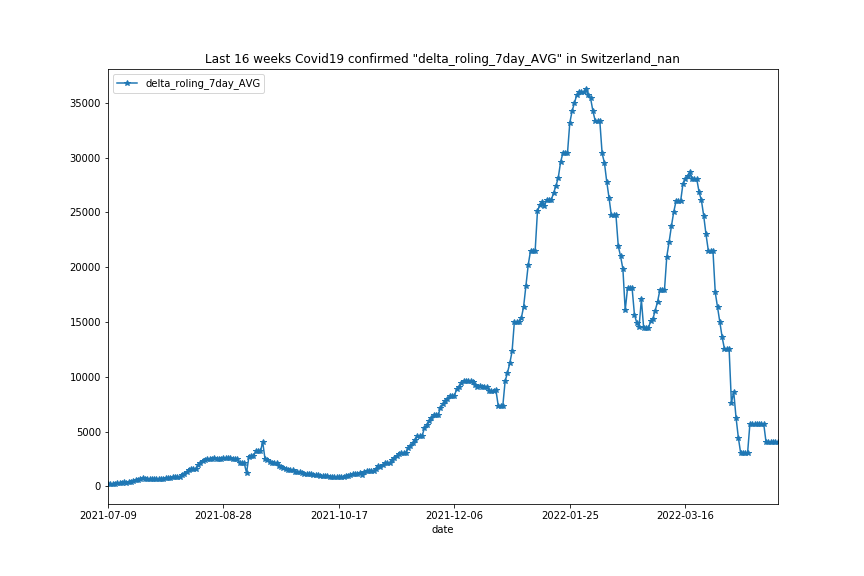 Last 16 weeks Covid19 confirmed "delta_roling_7day_AVG" in Switzerland_nan
delta_roling_7day_AVG
35000
30000
25000
20000
15000
10000
5000
0
2021-07-09 2021-08-28 2021-10-17 2021-12-06 2022-01-25 2022-03-16
date